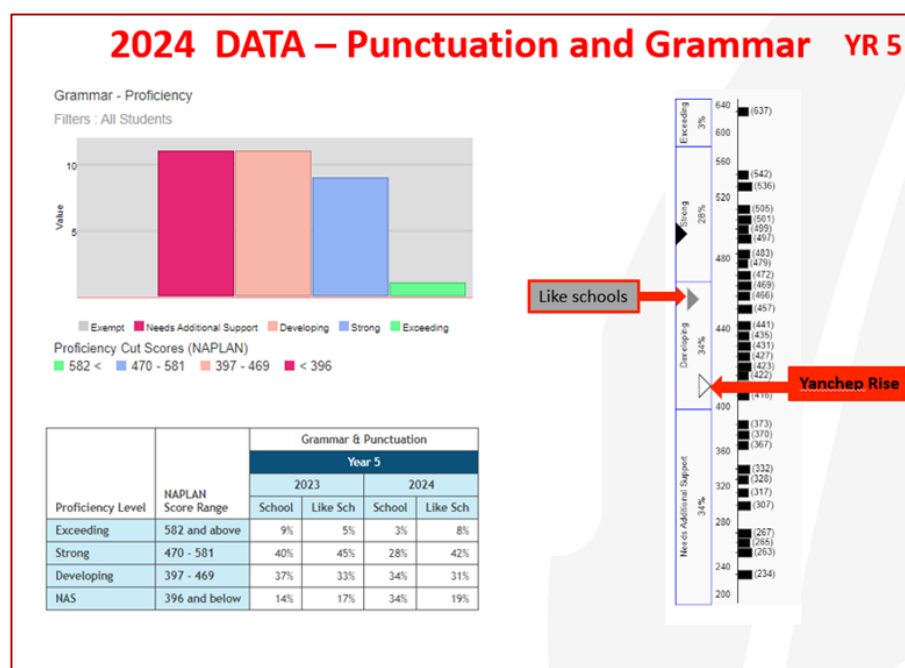 2024 DATA – Punctuation and Grammar YR 5
Grammar - Proficiency
Filters : All Students
10
5
Value
Exempt Needs Additional Support Developing Strong Exceeding
Proficiency Cut Scores (NAPLAN)
582 < 470 - 581 397 - 469 < 396
Grammar & Punctuation
Year 5
2023 2024
Proficiency Level NAPLAN Score Range School Like Sch School Like Sch
Exceeding 582 and above 9% 5% 3% 8%
Strong 470 - 581 40% 45% 28% 42%
Developing 397 - 469 37% 33% 34% 31%
NAS 396 and below 14% 17% 34% 19%
Exceeding 3%
Strong 28%
Developing 34%
Needs Additional Support 34%
Like schools
Yanchep Rise
640
(637)
600
560
(542)
(536)
520
(505)
(501)
(499)
(497)
480
(483)
(479)
(472)
(469)
(466)
(457)
440
(441)
(435)
(431)
(427)
(423)
(422)
(416)
400
(373)
(370)
(367)
360
(332)
(328)
320
(317)
(307)
280
(267)
(265)
(263)
240
(234)
200